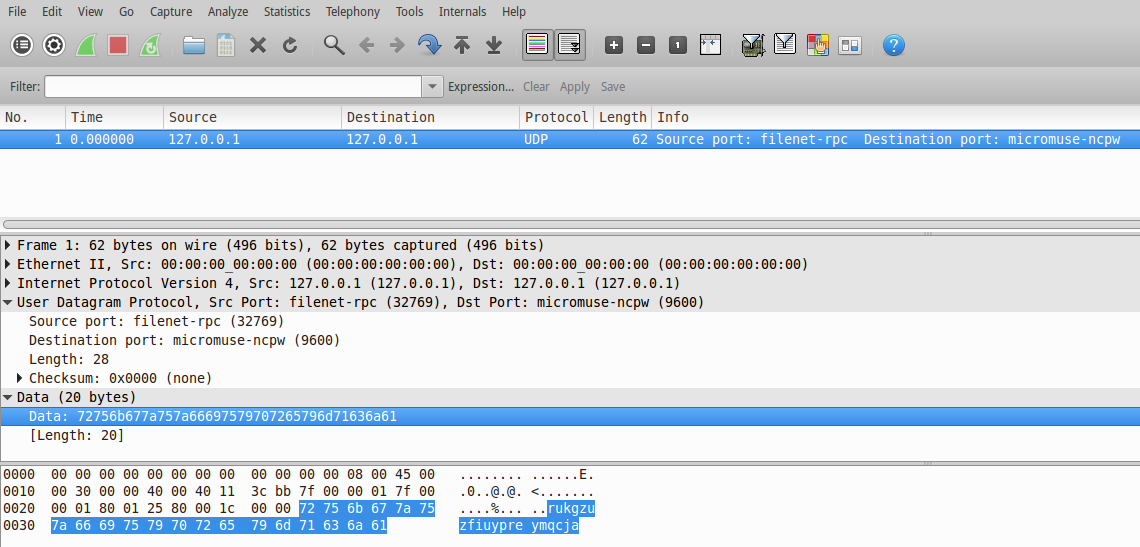 File Edit View Go Capture Analyze Statistics Telephony Tools Internals Help
Filter: Expression... Clear Apply Save
No. Time Source Destination Protocol Length Info
1 0.000000 127.0.0.1 127.0.0.1 UDP 62 Source port: filenet-rpc Destination port: micromuse-ncpw
Frame 1: 62 bytes on wire (496 bits), 62 bytes captured (496 bits)
Ethernet II, Src: 00:00:00_00:00:00 (00:00:00:00:00:00), Dst: 00:00:00_00:00:00 (00:00:00:00:00:00)
Internet Protocol Version 4, Src: 127.0.0.1 (127.0.0.1), Dst: 127.0.0.1 (127.0.0.1)
User Datagram Protocol, Src Port: filenet-rpc (32769), Dst Port: micromuse-ncpw (9600)
Source port: filenet-rpc (32769)
Destination port: micromuse-ncpw (9600)
Length: 28
Checksum: 0x0000 (none)
Data (20 bytes)
Data: 72756b677a757a66697579707265796d71636a61
[Length: 20]
0000 00 00 00 00 00 00 00 00 00 00 00 00 08 00 45 00 ........ ......E.
0010 00 30 00 00 40 00 40 11 3c bb 7f 00 00 01 7f 00 .0..@.@. <.......
0020 00 01 80 01 25 80 00 1c 00 00 72 75 6b 67 7a 75 ....%... ..rukgzu
0030 7a 66 69 75 79 70 72 65 79 6d 71 63 6a 61 zfiuypre ymqcja